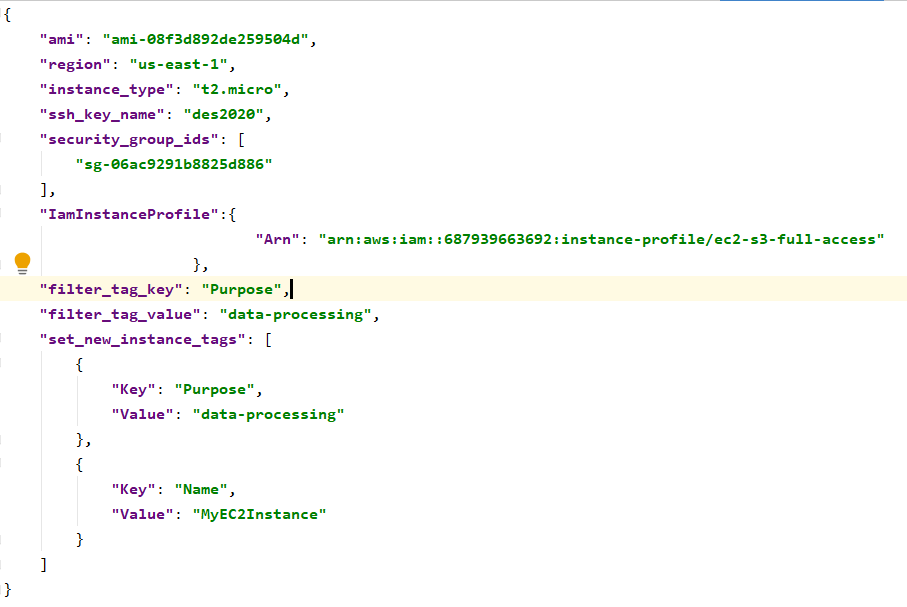 {
"ami": "ami-08f3d892de259504d",
"region": "us-east-1",
"instance_type": "t2.micro",
"ssh_key_name": "des2020",
"security_group_ids": [
"sg-06ac9291b8825d886"
],
"IamInstanceProfile":{
"Arn": "arn:aws:iam::687939663692:instance-profile/ec2-s3-full-access"
},
"filter_tag_key": "Purpose",
"filter_tag_value": "data-processing",
"set_new_instance_tags": [
{
"Key": "Purpose",
"Value": "data-processing"
},
{
"Key": "Name",
"Value": "MyEC2Instance"
}
]
}